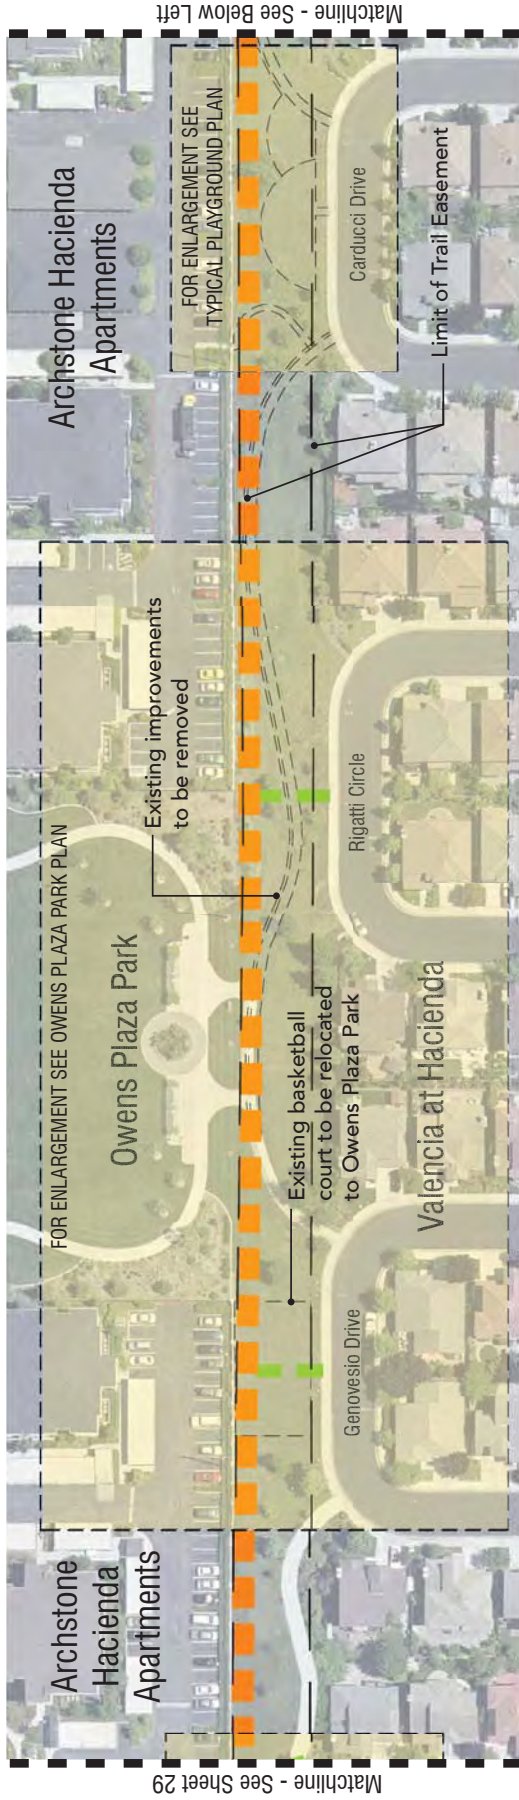 Matchline - See Sheet 29
Archstone
Hacienda
Apartments
FOR ENLARGEMENT SEE OWENS PLAZA PARK PLAN
Owens Plaza Park
Existing improvements
to be removed
Existing basketball
court to be relocated
to Owens Plaza Park
Genovesio Drive
Valencia at Hacienda
Rigatti Circle
Archstone Hacienda
Apartments
FOR ENLARGEMENT SEE
TYPICAL PLAYGROUND PLAN
Carducci Drive
Limit of Trail Easement
Matchline - See Below Left